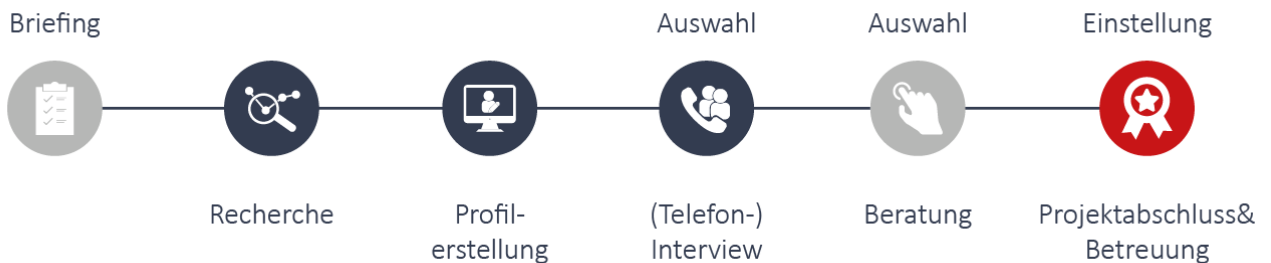 Briefing
Auswahl
Auswahl
Einstellung
Recherche
Profil-
erstellung
(Telefon-)
Interview
Beratung
Projektabschluss&
Betreuung